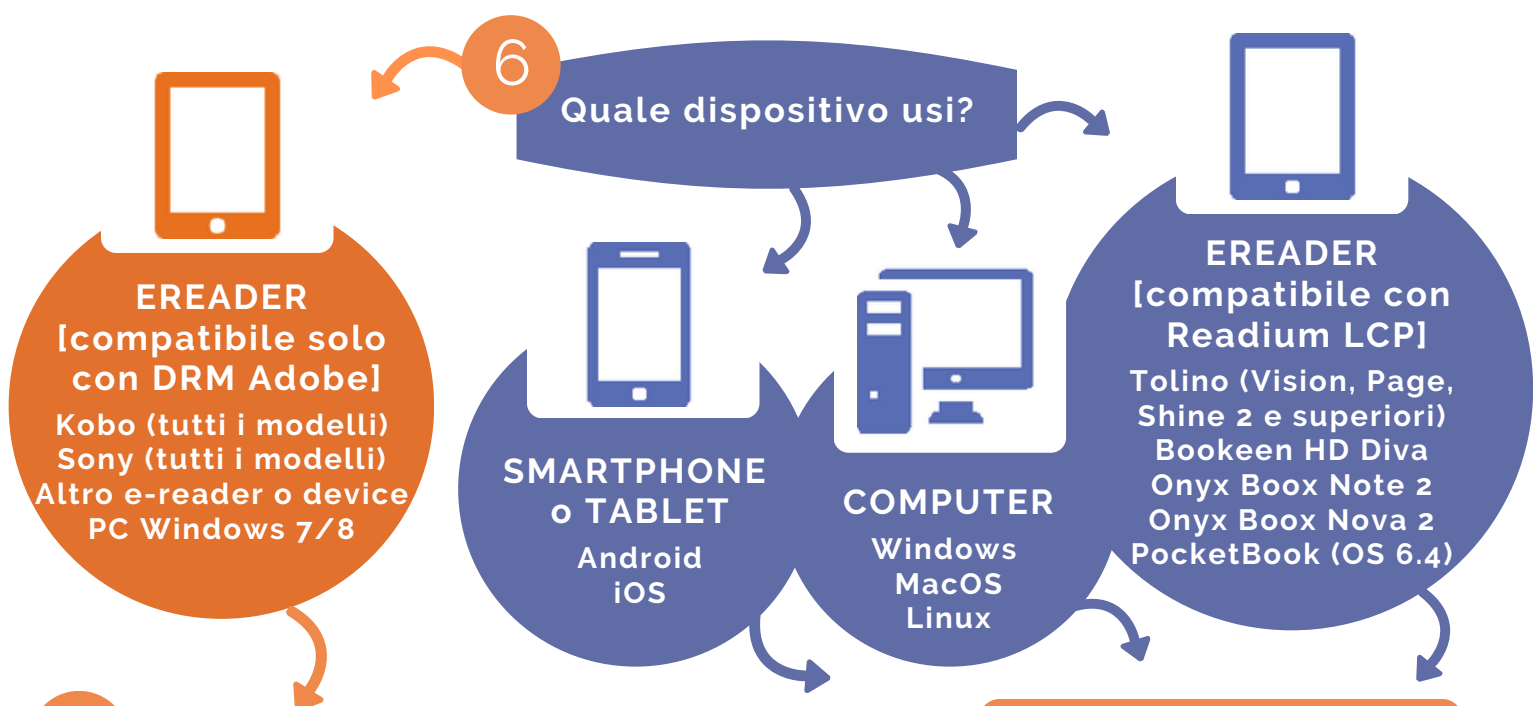 6
Quale dispositivo usi?
EREADER
[compatibile solo
con DRM Adobe]
Kobo (tutti i modelli)
Sony (tutti i modelli)
Altro e-reader o device
PC Windows 7/8
SMARTPHONE
o TABLET
Android
iOS
COMPUTER
Windows
MacOS
Linux
EREADER
[compatibile con
Readium LCP]
Tolino (Vision, Page,
Shine 2 e superiori)
Bookeen HD Diva
Onyx Boox Note 2
Onyx Boox Nova 2
PocketBook (OS 6.4)